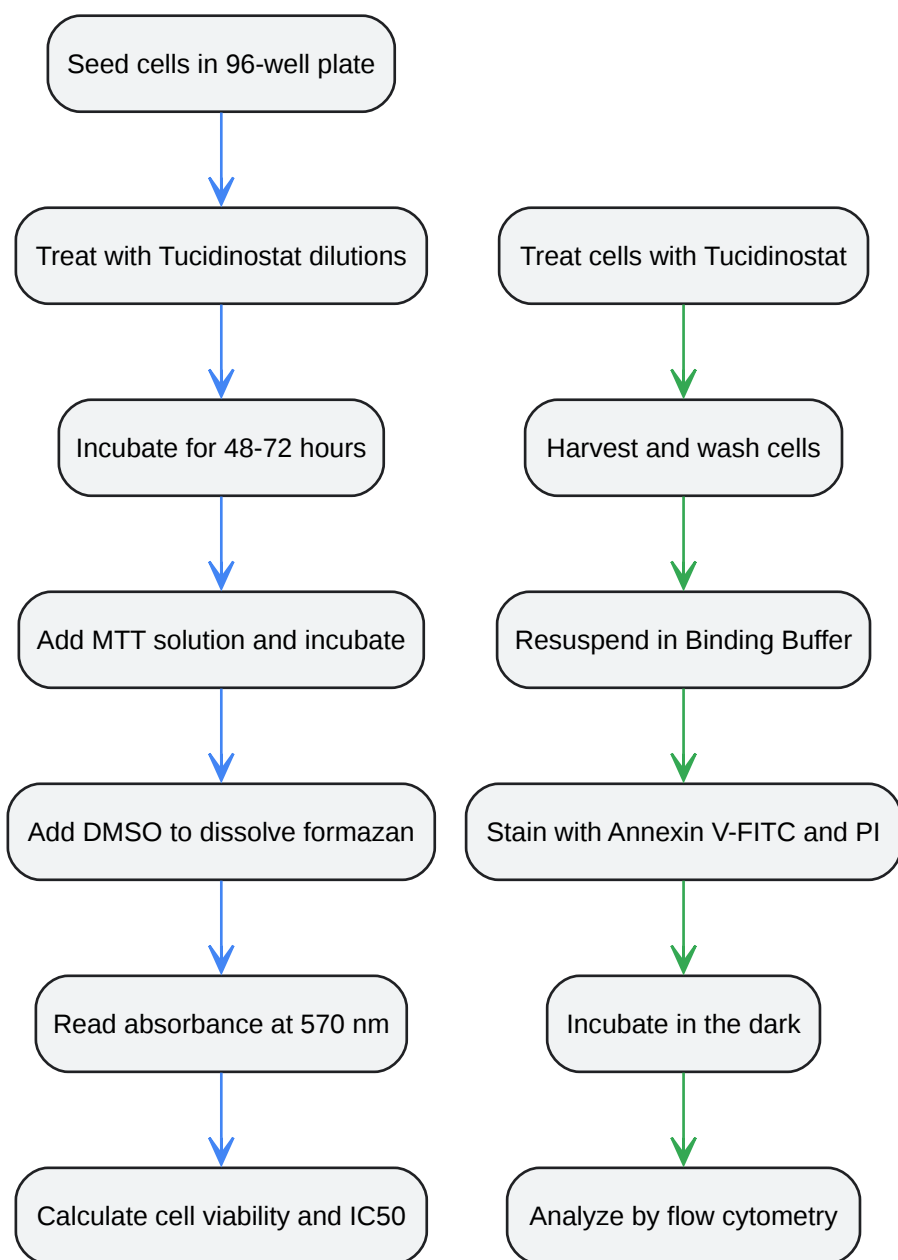 Seed cells in 96-well plate
Treat with Tucidinostat dilutions
Incubate for 48-72 hours
Add MTT solution and incubate
Add DMSO to dissolve formazan
Read absorbance at 570 nm
Calculate cell viability and IC50
Treat cells with Tucidinostat
Harvest and wash cells
Resuspend in Binding Buffer
Stain with Annexin V-FITC and PI
Incubate in the dark
Analyze by flow cytometry